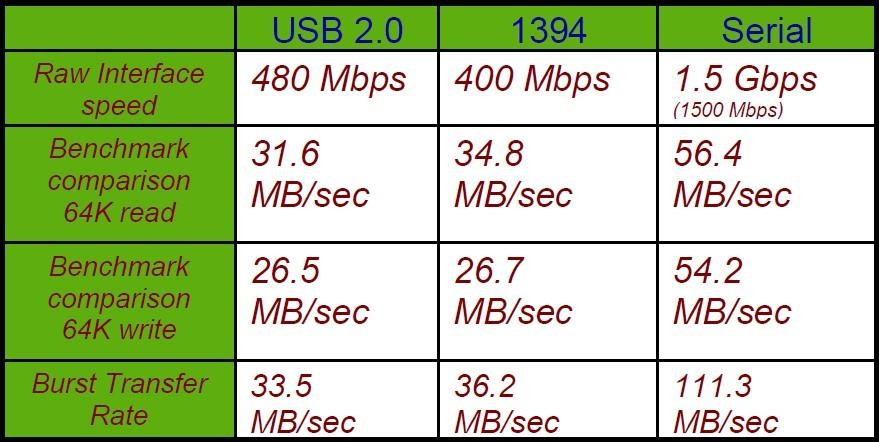 USB 2.0 1394 Serial
Raw Interface 480 Mbps 400 Mbps 1.5 Gbps
speed (1500 Mbps)
Benchmark 31.6 34.8 56.4
comparison MB/sec MB/sec MB/sec
64K read
Benchmark 26.5 26.7 54.2
comparison MB/sec MB/sec MB/sec
64K write
Burst Transfer 33.5 36.2 111.3
Rate MB/sec MB/sec MB/sec